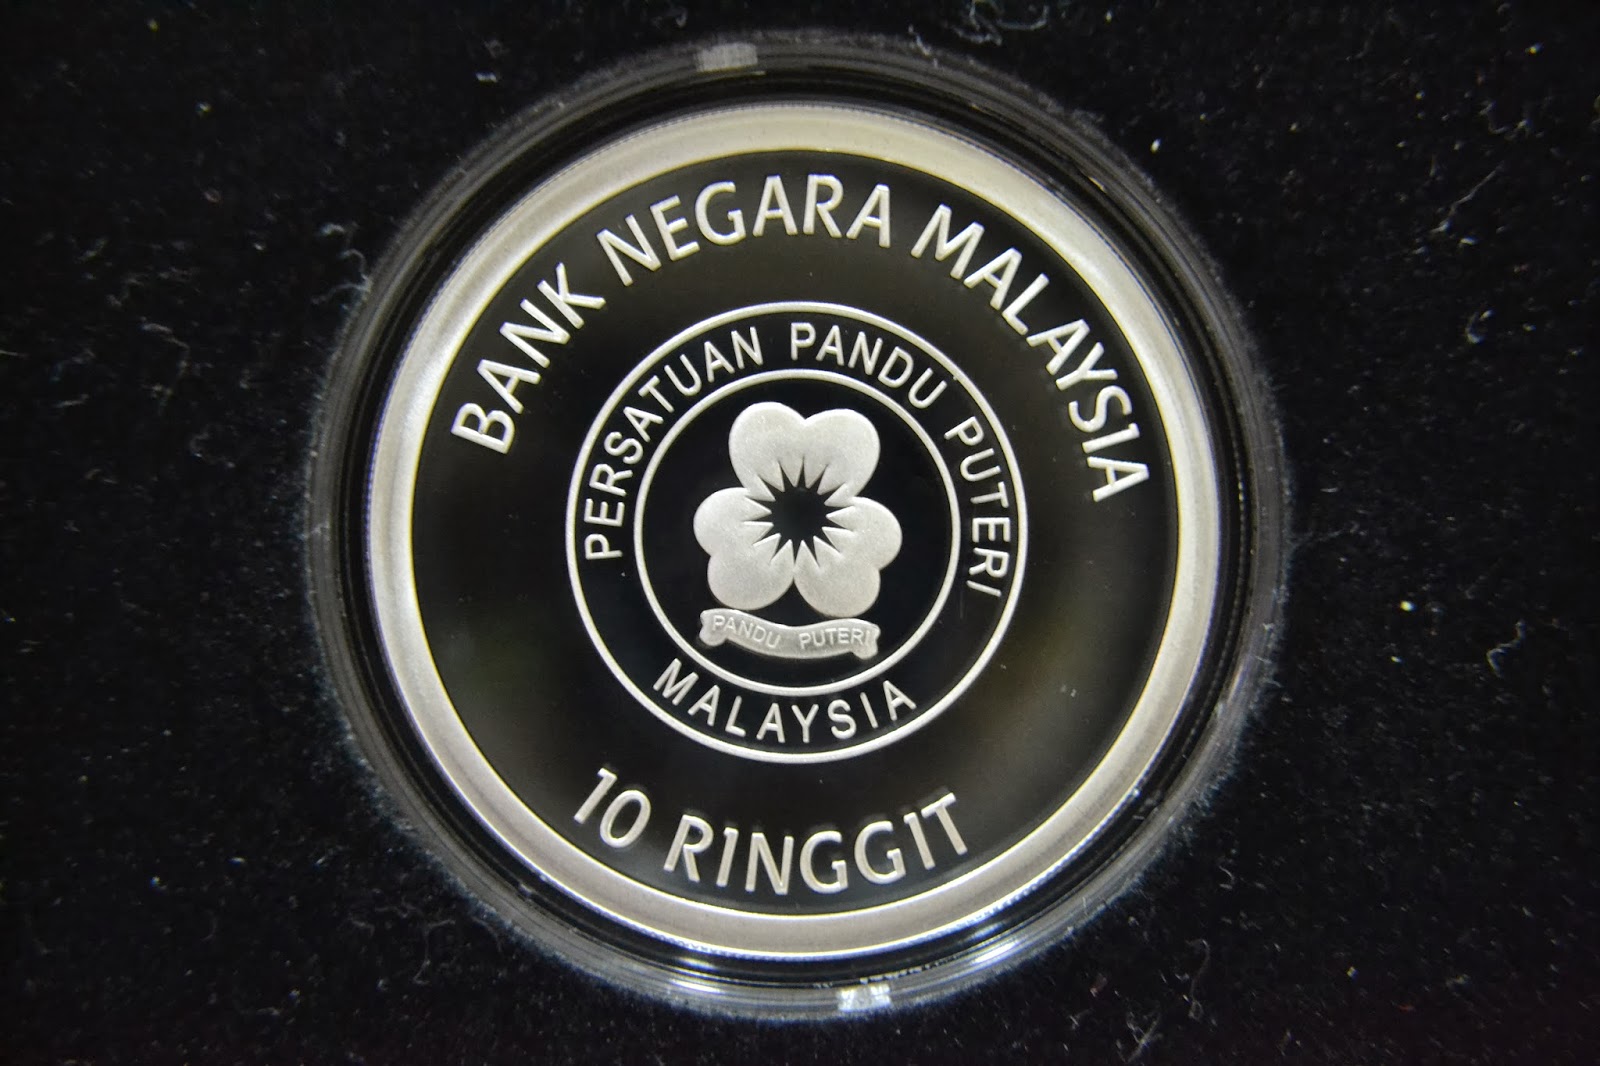 BANK NEGARA MALAYSIA
PERSATUAN PANDU PUTERI
PANDU PUTERI
MALAYSIA
10 RINGGIT